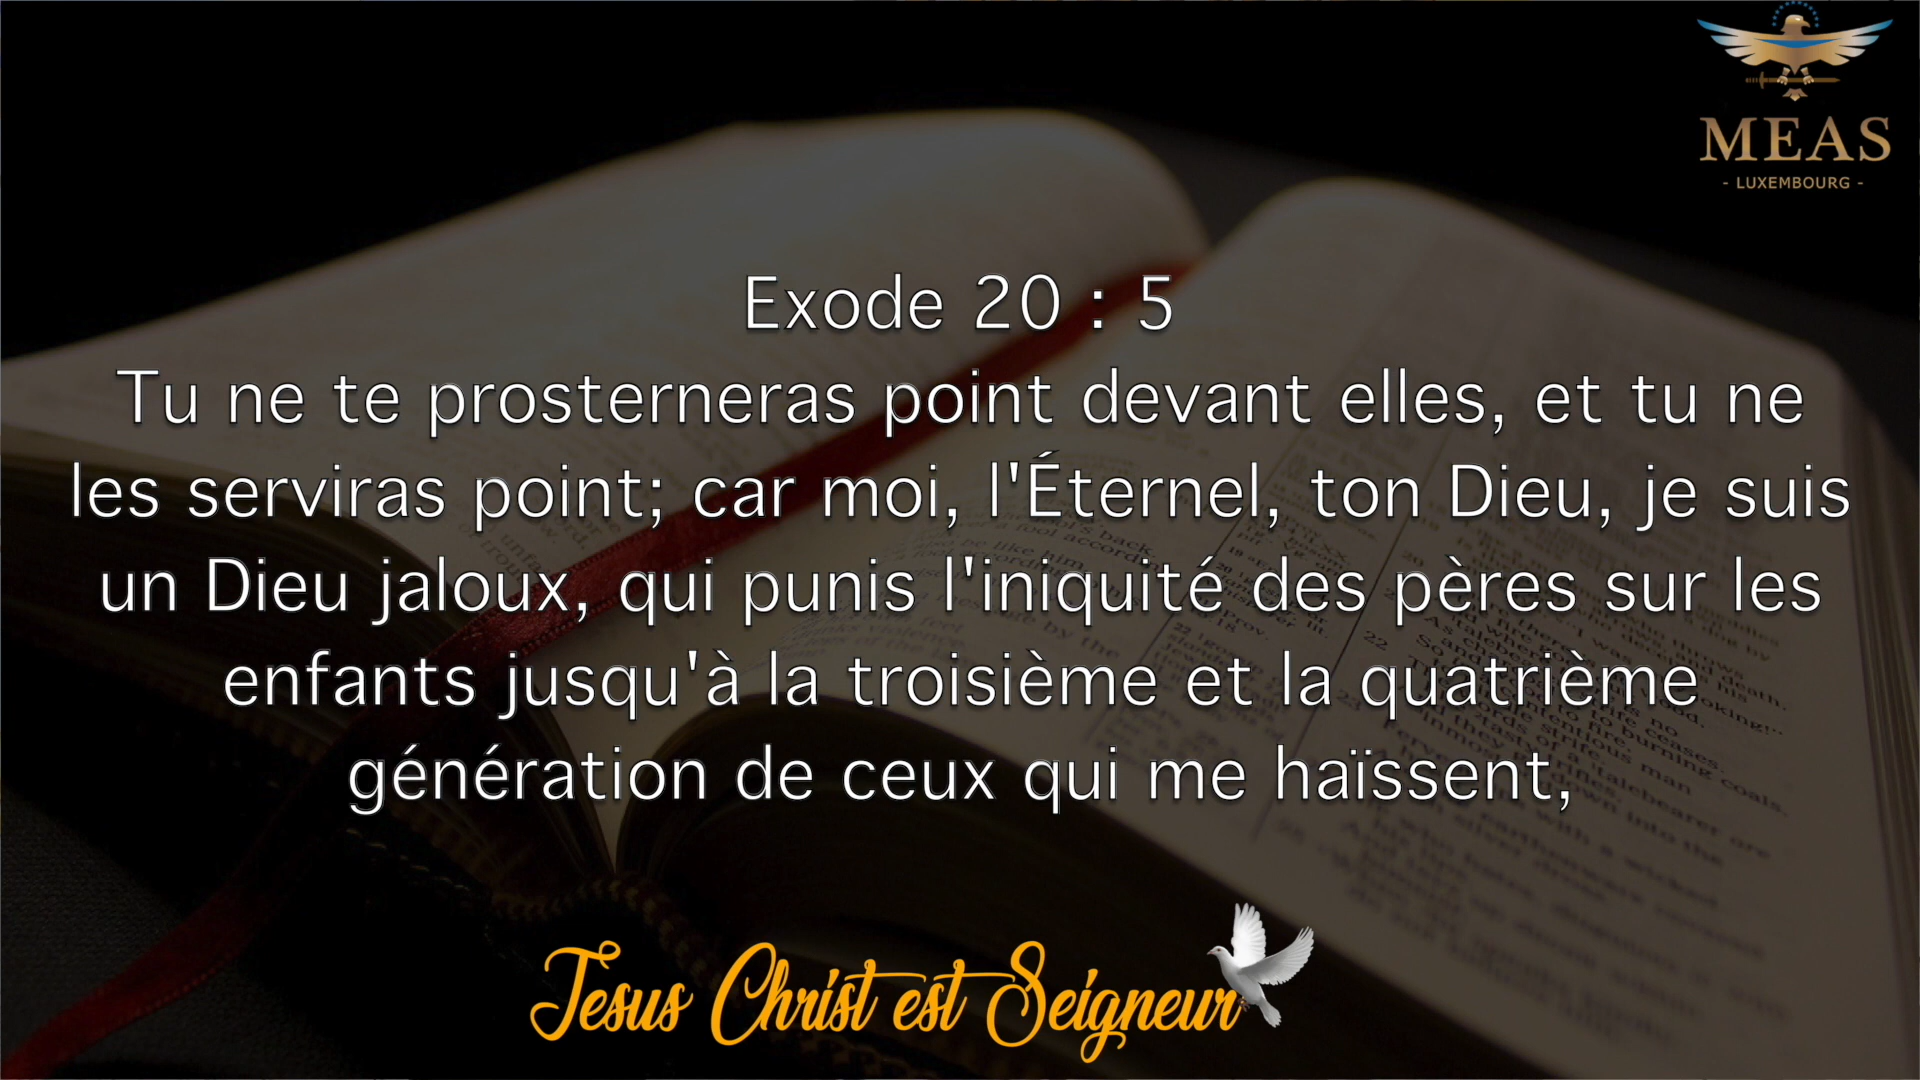 MEAS
- LUXEMBOURG -
Exode 20 : 5
Tu ne te prosterneras point devant elles, et tu ne
les serviras point; car moi, l'Éternel, ton Dieu, je suis
un Dieu jaloux, qui punis l'iniquité des pères sur les
enfants jusqu'à la troisième et la quatrième
génération de ceux qui me haïssent,
Jesus Christ est Seigneur